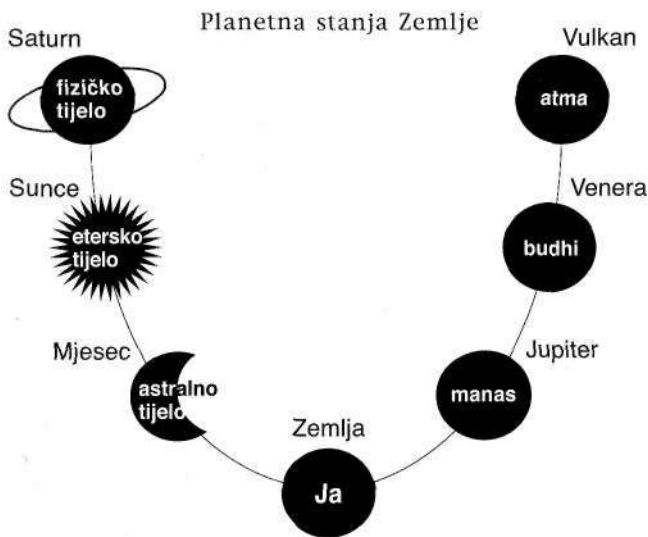 Planetna stanja Zemlje
Saturn
fizičko
tijelo
Sunce
etersko
tijelo
Mjesec
astralno
tijelo
Zemlja
Ja
Jupiter
manas
Venera
budhi
Vulkan
atma